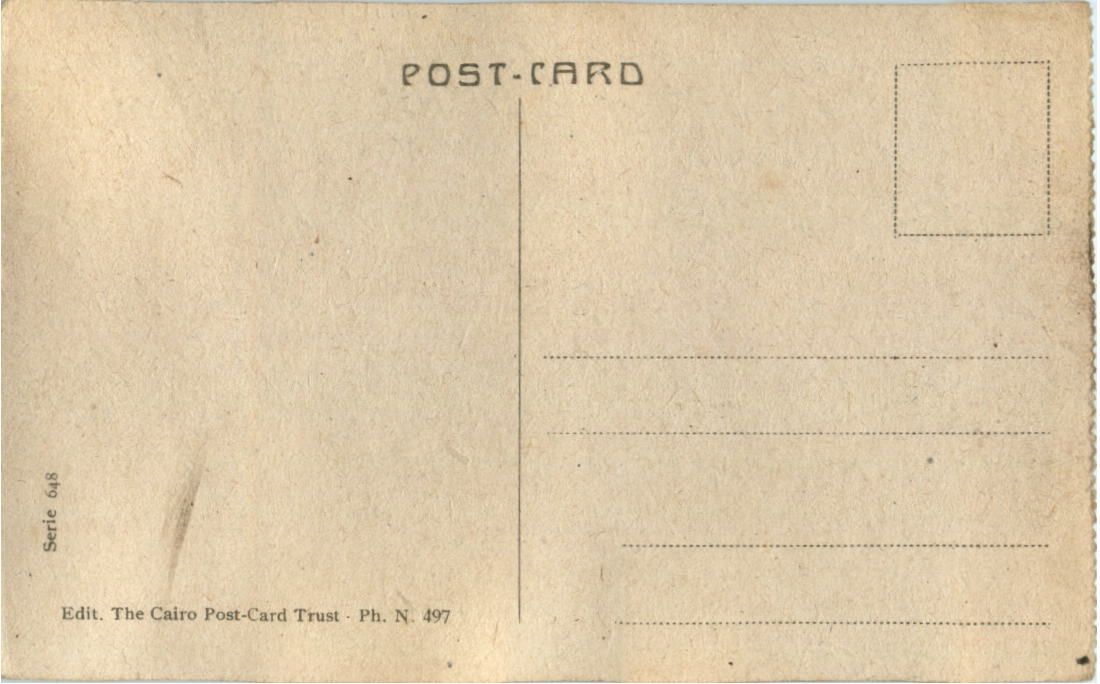 POST-CARD
Serie 648
Edit. The Cairo Post-Card Trust - Ph. N. 497